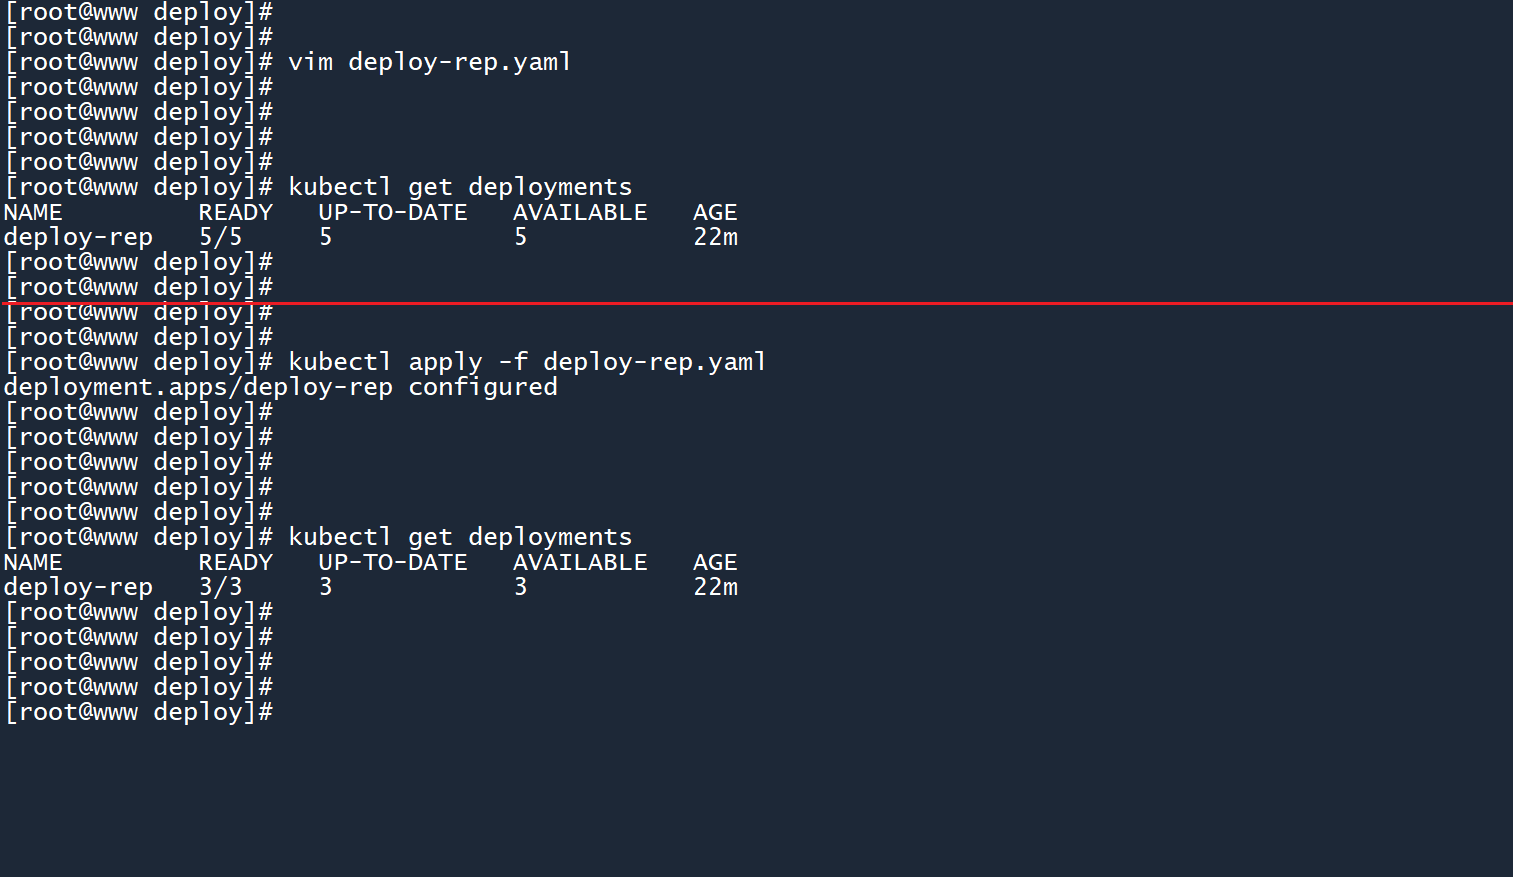 [root@www deploy]#
[root@www deploy]#
[root@www deploy]# vim deploy-rep.yaml
[root@www deploy]#
[root@www deploy]#
[root@www deploy]#
[root@www deploy]#
[root@www deploy]# kubectl get deployments
NAME READY UP-TO-DATE AVAILABLE AGE
deploy-rep 5/5 5 5 22m
[root@www deploy]#
[root@www deploy]#
[root@www deploy]#
[root@www deploy]#
[root@www deploy]# kubectl apply -f deploy-rep.yaml
deployment.apps/deploy-rep configured
[root@www deploy]#
[root@www deploy]#
[root@www deploy]#
[root@www deploy]#
[root@www deploy]#
[root@www deploy]# kubectl get deployments
NAME READY UP-TO-DATE AVAILABLE AGE
deploy-rep 3/3 3 3 22m
[root@www deploy]#
[root@www deploy]#
[root@www deploy]#
[root@www deploy]#
[root@www deploy]#